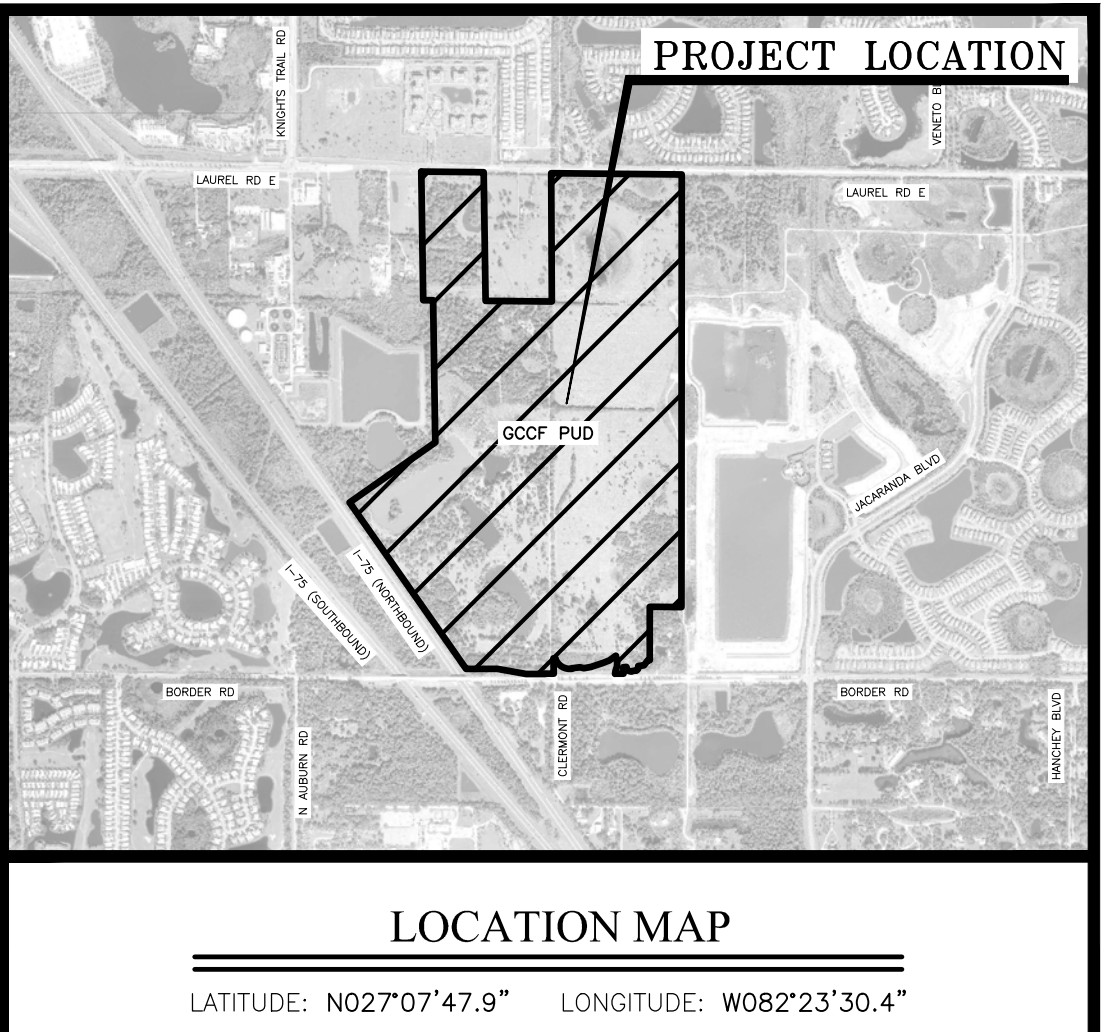 PROJECT LOCATION
KNIGHTS TRAIL RD
VENETO B
LAUREL RD E
LAUREL RD E
GCCF PUD
JACARANDA BLVD
I-75 (NORTHBOUND)
I-75 (SOUTHBOUND)
BORDER RD
BORDER RD
CLERMONT RD
N AUBURN RD
HANCHEY BLVD
LOCATION MAP
LATITUDE: N027°07'47.9" LONGITUDE: W082°23'30.4"